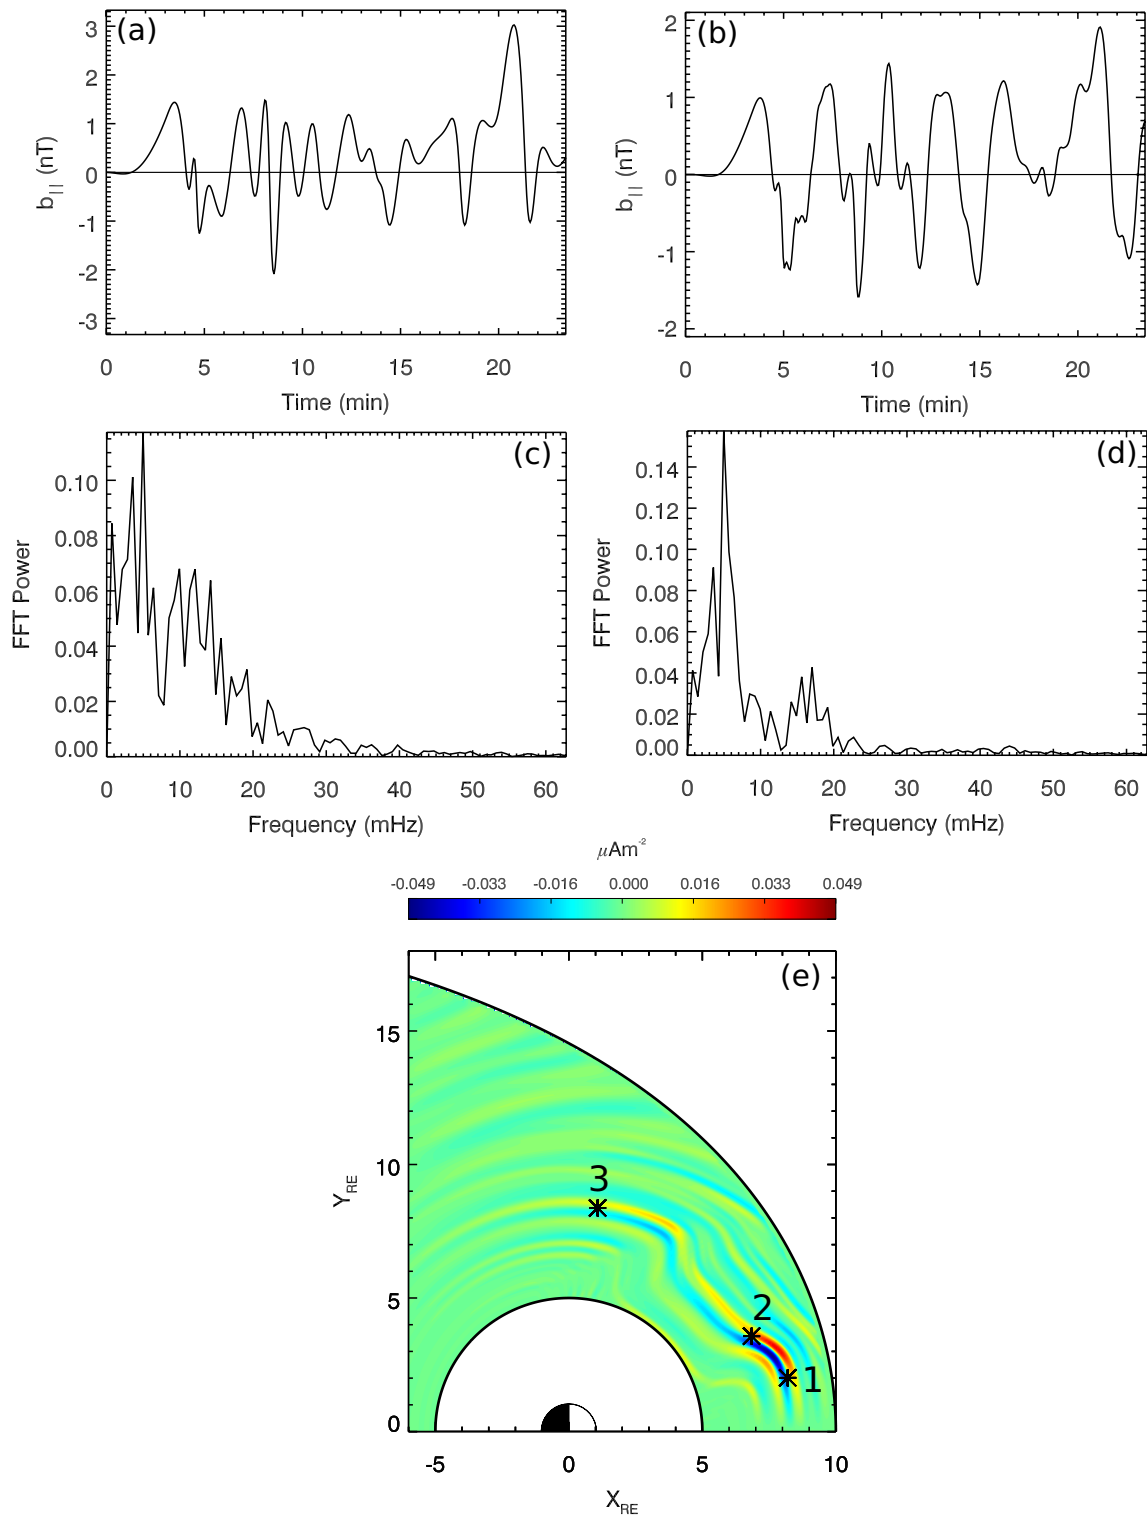 (a)
b|| (nT)
3
2
1
0
-1
-2
-3
0 5 10 15 20
Time (min)
(b)
b|| (nT)
2
1
0
-1
-2
0 5 10 15 20
Time (min)
(c)
FFT Power
0.10
0.08
0.06
0.04
0.02
0.00
0 10 20 30 40 50 60
Frequency (mHz)
(d)
FFT Power
0.14
0.12
0.10
0.08
0.06
0.04
0.02
0.00
0 10 20 30 40 50 60
Frequency (mHz)
μAm⁻²
-0.049 -0.033 -0.016 0.000 0.016 0.033 0.049
(e)
Y_RE
15
10
5
0
3
2
1
-5 0 5 10
X_RE